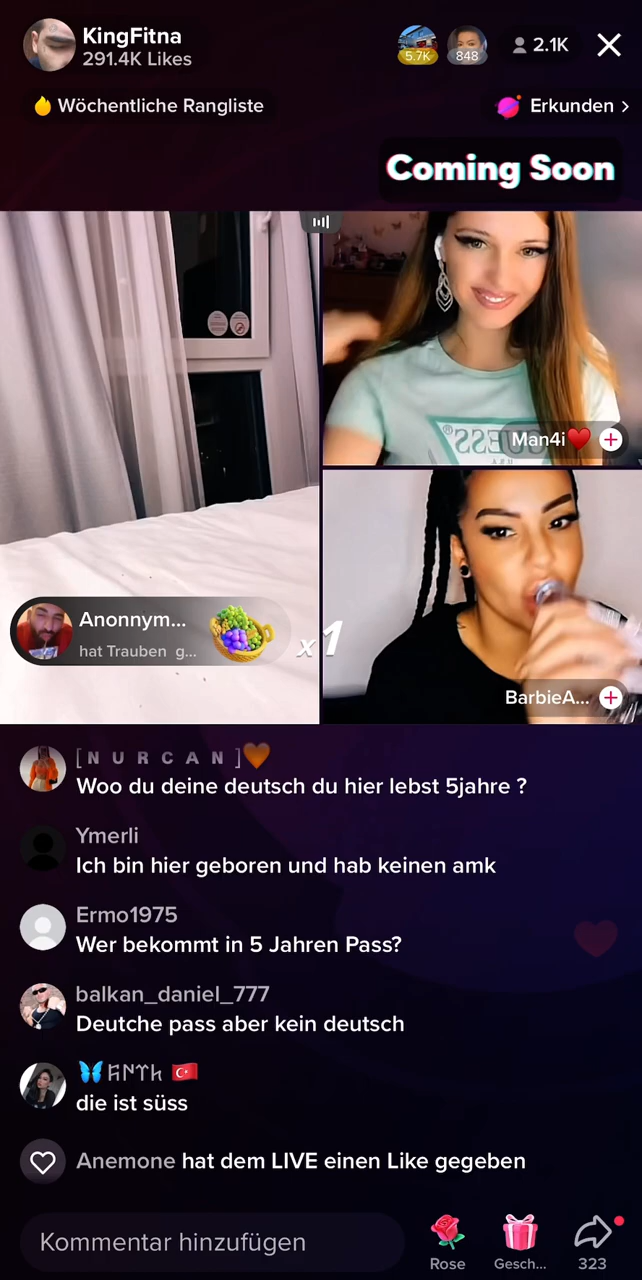 KingFitna
291.4K Likes
5.7K
848
2.1K
Wöchentliche Rangliste
Erkunden
Coming Soon
GUESS
Man4i❤️
Anonnym...
hat Trauben g...
x1
BarbieA...
[ N U R C A N ]🧡
Woo du deine deutsch du hier lebst 5jahre ?
Ymerli
Ich bin hier geboren und hab keinen amk
Ermo1975
Wer bekommt in 5 Jahren Pass?
balkan_daniel_777
Deutche pass aber kein deutsch
die ist süss
Anemone hat dem LIVE einen Like gegeben
Kommentar hinzufügen
Rose
Gesch...
323